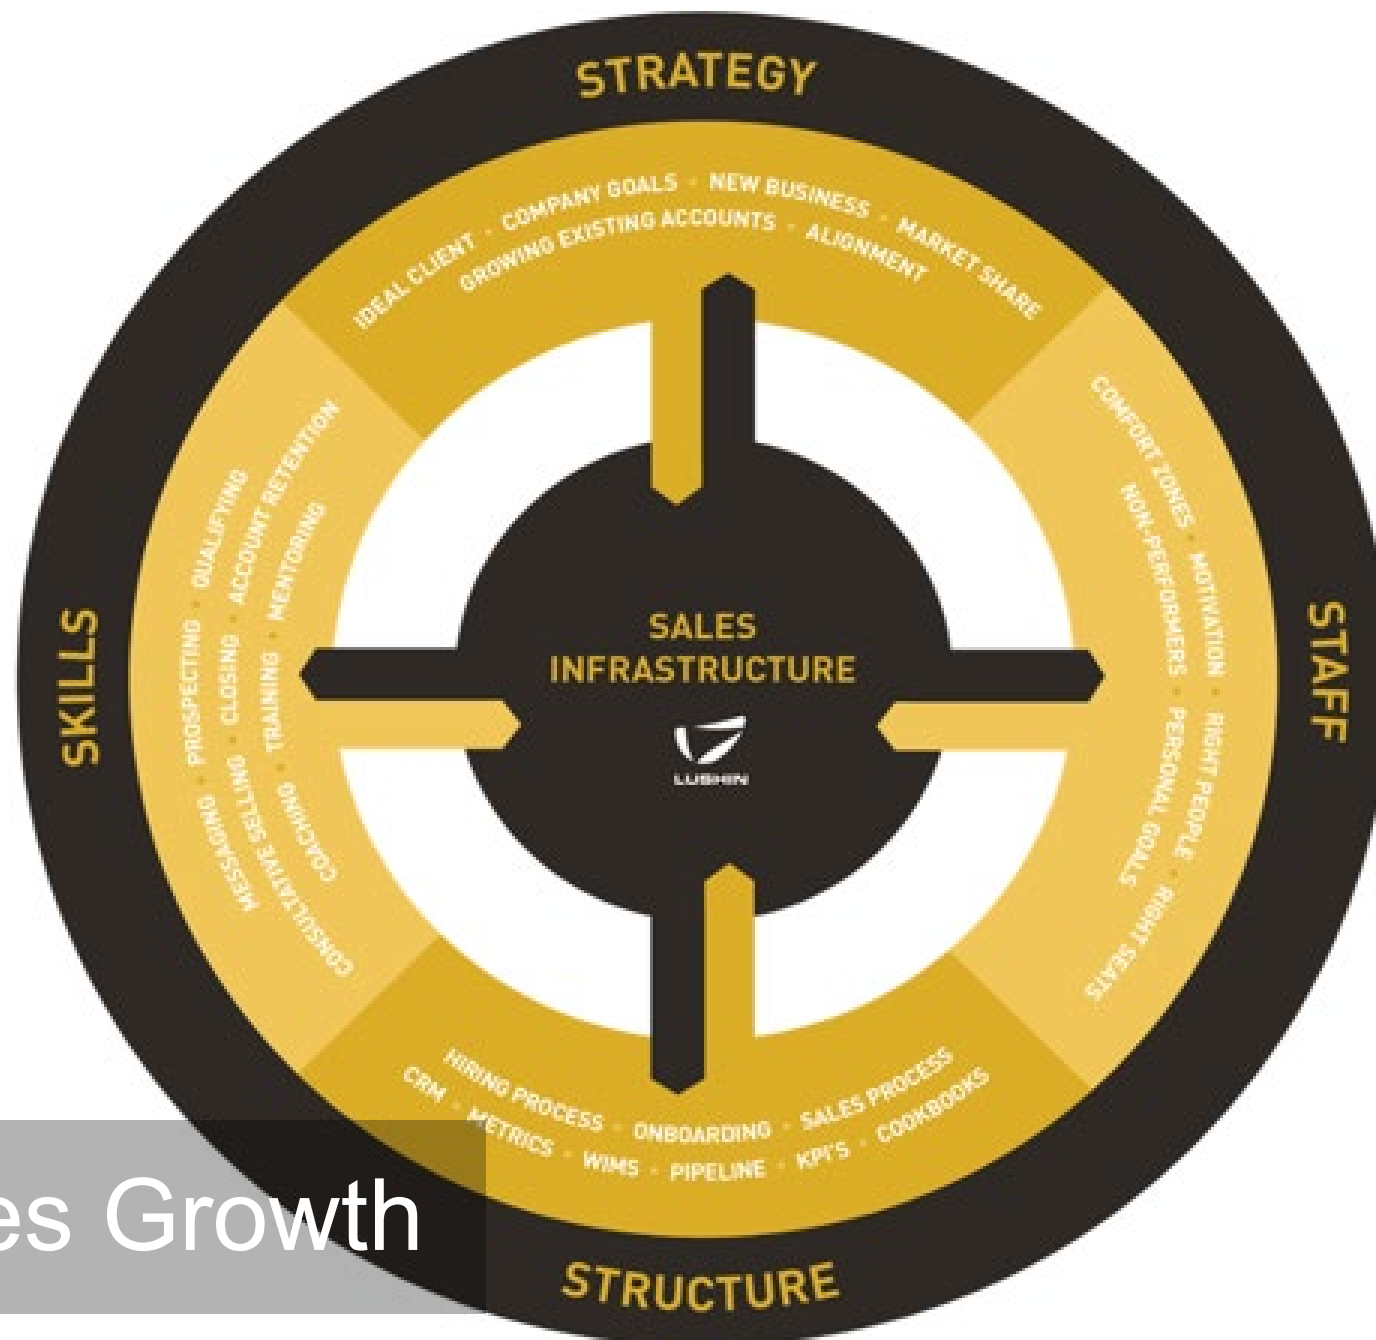 STRATEGY
IDEAL CLIENT • COMPANY GOALS • NEW BUSINESS • MARKET SHARE
GROWING EXISTING ACCOUNTS • ALIGNMENT
STAFF
COMFORT ZONES • MOTIVATION • RIGHT PEOPLE • RIGHT SEATS
NON-PERFORMERS • PERSONAL GOALS
SALES
INFRASTRUCTURE
LUSHIN
SKILLS
MESSAGING • PROSPECTING • QUALIFYING
CONSULTATIVE SELLING • CLOSING • ACCOUNT RETENTION
COACHING • TRAINING • MENTORING
HIRING PROCESS • ONBOARDING • SALES PROCESS
CRM • METRICS • WIMS • PIPELINE • KPI'S • COOKBOOKS
STRUCTURE
es Growth